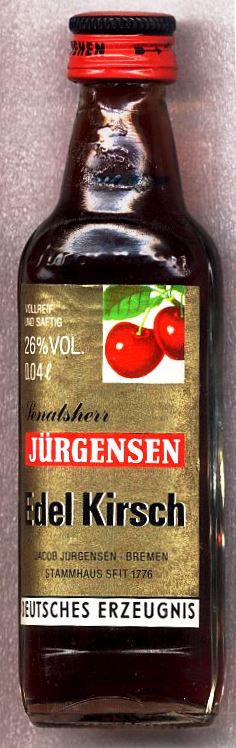 VOLLREIF
UND SAFTIG
26% VOL.
0,04 ℓ
Senatsherr
JÜRGENSEN
Edel Kirsch
JACOB JÜRGENSEN · BREMEN
STAMMHAUS SEIT 1776
DEUTSCHES ERZEUGNIS